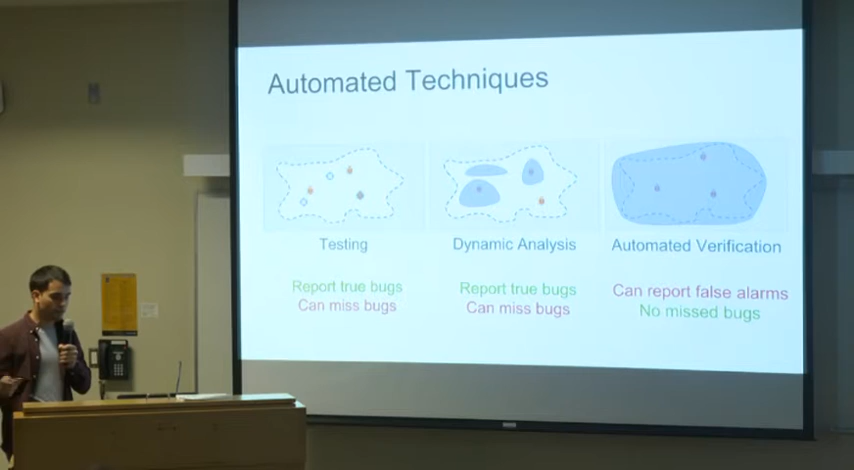 Automated Techniques
Testing
Dynamic Analysis
Automated Verification
Report true bugs
Can miss bugs
Report true bugs
Can miss bugs
Can report false alarms
No missed bugs